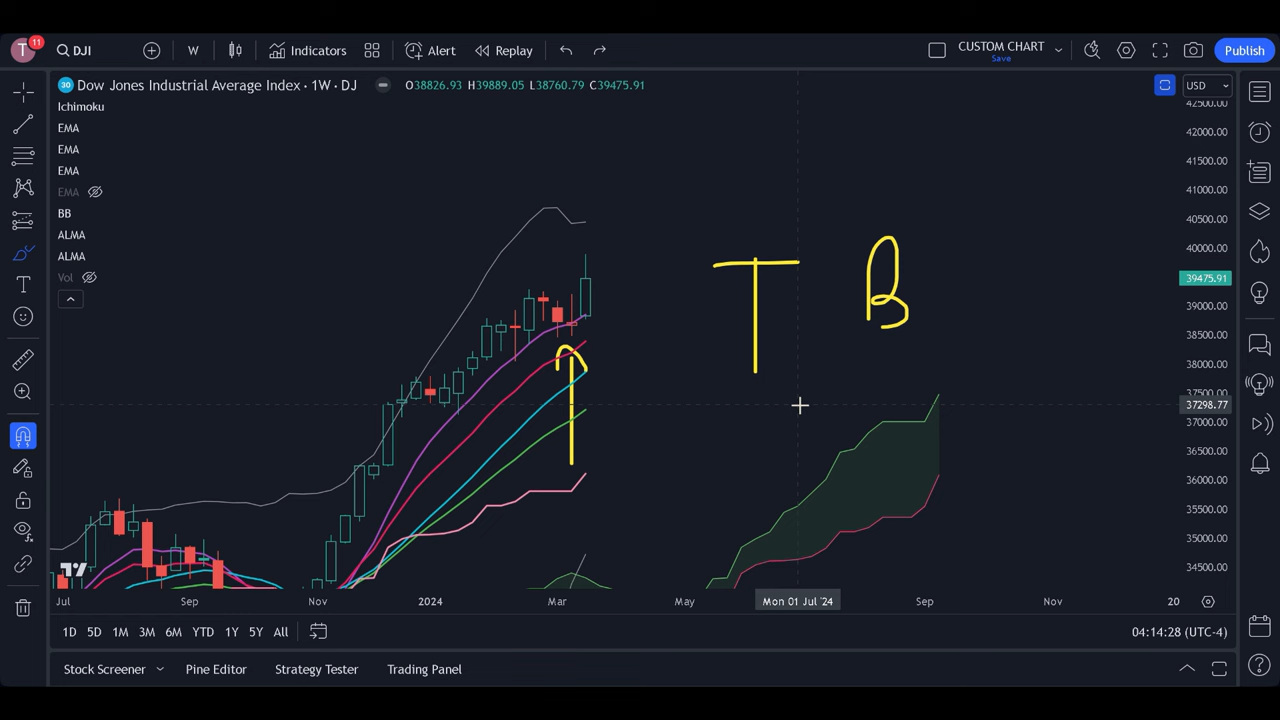 T 11 DJI W Indicators Alert Replay CUSTOM CHART Save Publish
30 Dow Jones Industrial Average Index · 1W · DJ O38826.93 H39889.05 L38760.79 C39475.91 USD
Ichimoku
EMA
EMA
EMA
EMA
BB
ALMA
ALMA
Vol
T B
42500.00
42000.00
41500.00
41000.00
40500.00
40000.00
39475.91
39000.00
38500.00
38000.00
37500.00
37298.77
37000.00
36500.00
36000.00
35500.00
35000.00
34500.00
Jul Sep Nov 2024 Mar May Mon 01 Jul '24 Sep Nov 20
1D 5D 1M 3M 6M YTD 1Y 5Y All 04:14:28 (UTC-4)
Stock Screener Pine Editor Strategy Tester Trading Panel